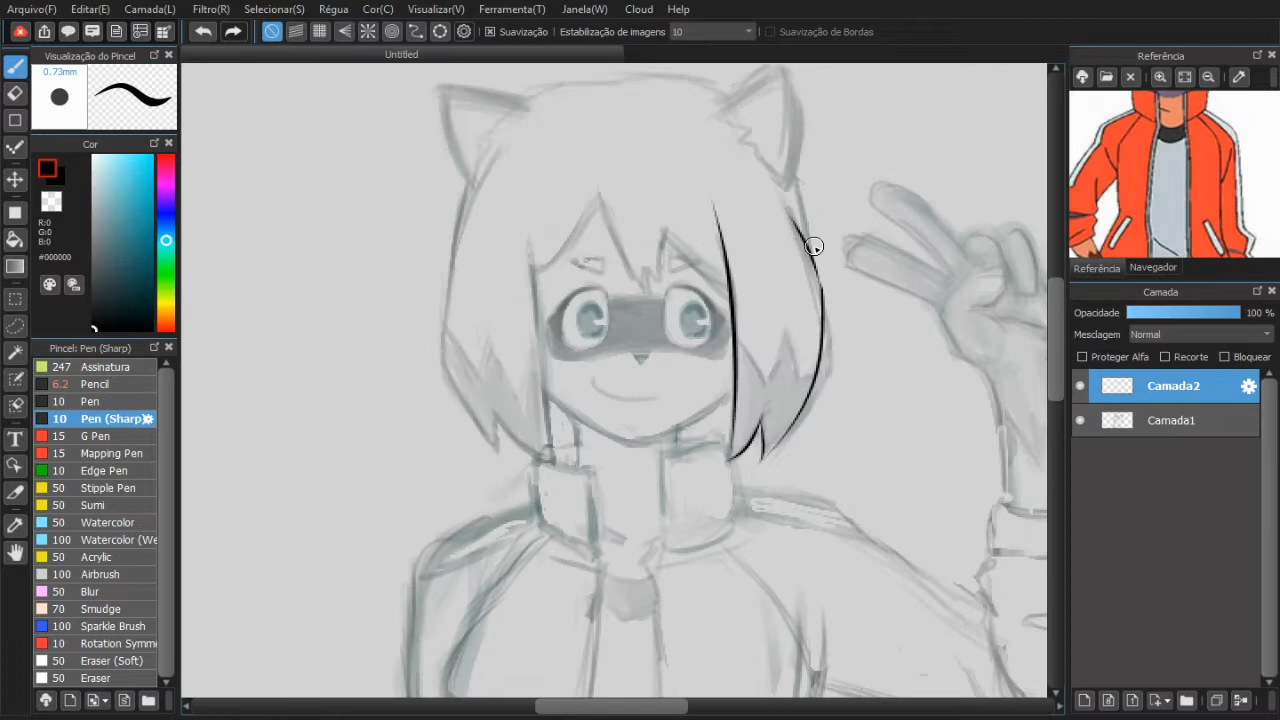 Arquivo(F) Editar(E) Camada(L) Filtro(R) Selecionar(S) Régua Cor(C) Visualizar(V) Ferramenta(T) Janela(W) Cloud Help
Suavização Estabilização de imagens 10 Suavização de Bordas
Visualização do Pincel
Untitled
Referência
0.73mm
Cor
R:0
G:0
B:0
#000000
Referência Navegador
Camada
Opacidade 100 %
Mesclagem Normal
Proteger Alfa Recorte Bloquear
Camada2
Camada1
Pincel: Pen (Sharp)
247 Assinatura
6.2 Pencil
10 Pen
10 Pen (Sharp)
15 G Pen
15 Mapping Pen
10 Edge Pen
50 Stipple Pen
50 Sumi
50 Watercolor
100 Watercolor (We
50 Acrylic
100 Airbrush
50 Blur
70 Smudge
100 Sparkle Brush
10 Rotation Symme
50 Eraser (Soft)
50 Eraser